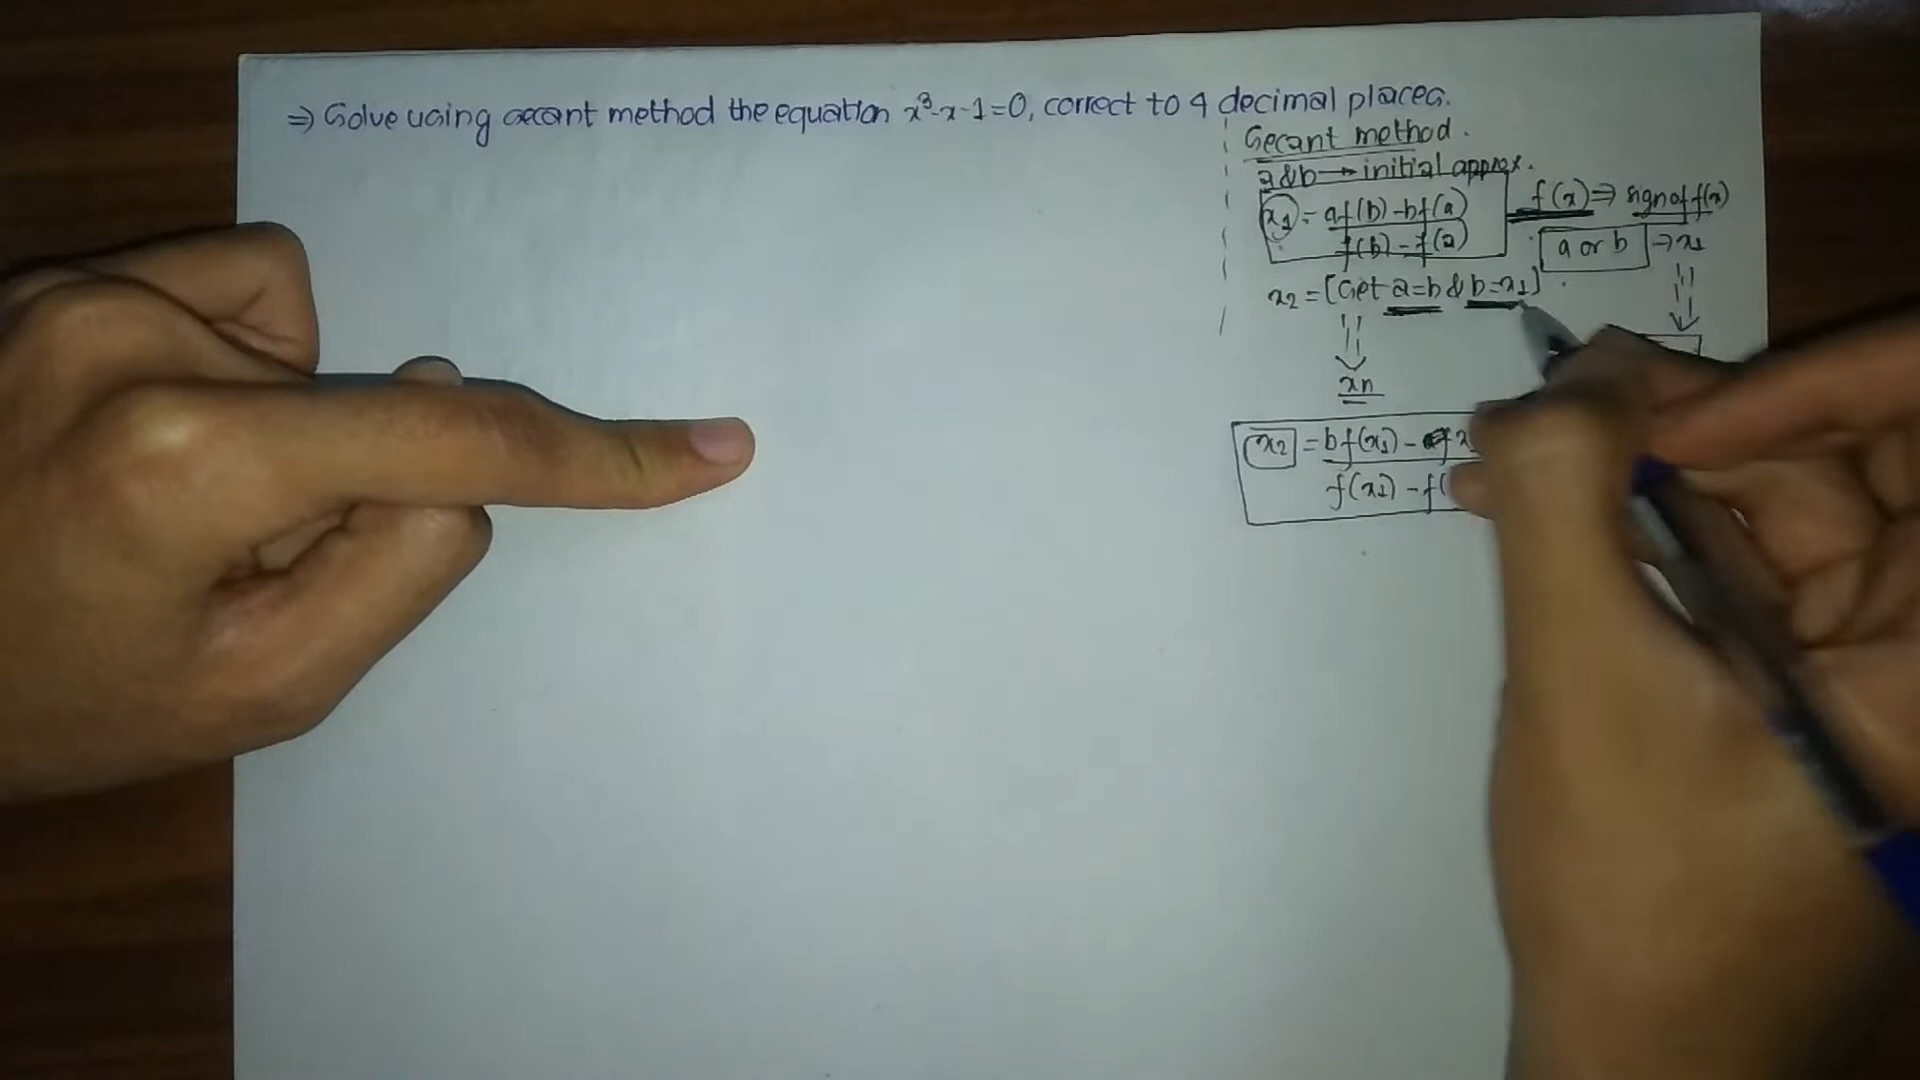 ⇒ Solve using secant method the equation x³-x-1=0, correct to 4 decimal places.
Secant method.
a & b → initial approx.
x₁ = af(b) - bf(a)
f(b) - f(a)
f(x) ⇒ sign of f(x)
a or b → x₁
x₂ = [Set a=b & b=x₁]
xn
x₂ = bf(x₁) - x
f(x₁) - f(